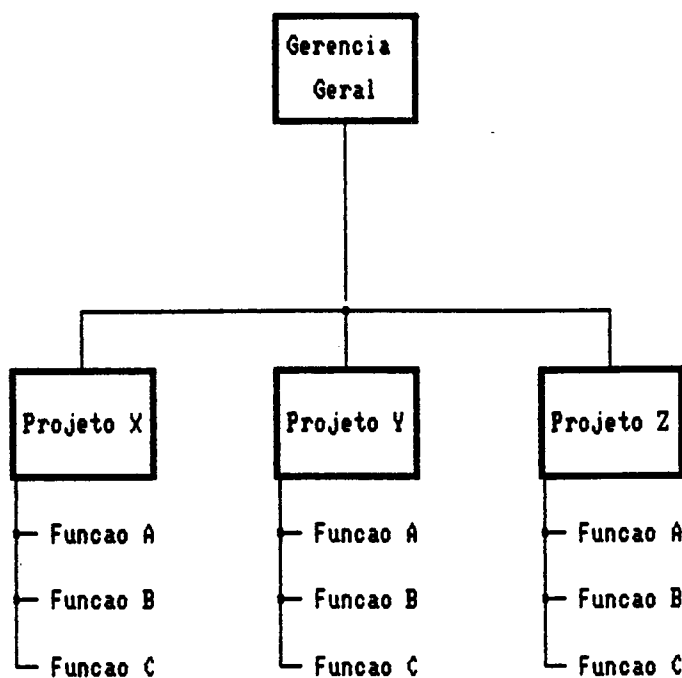 Gerencia
Geral
Projeto X
Projeto Y
Projeto Z
Funcao A
Funcao B
Funcao C
Funcao A
Funcao B
Funcao C
Funcao A
Funcao B
Funcao C